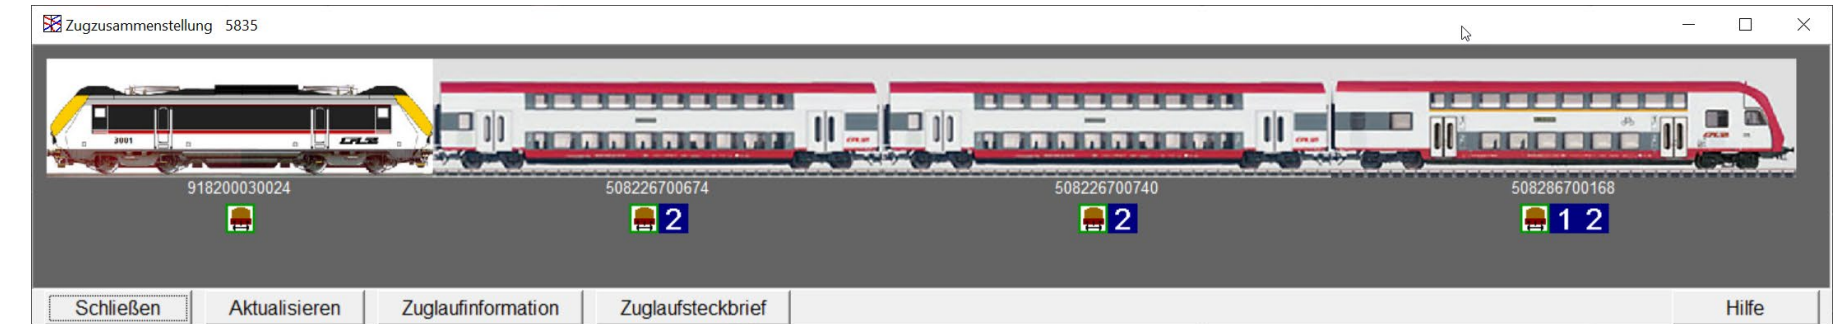 Zugzusammenstellung 5835
3001
918200030024
508226700674
508226700740
508286700168
2
2
1 2
Schließen
Aktualisieren
Zuglaufinformation
Zuglaufsteckbrief
Hilfe